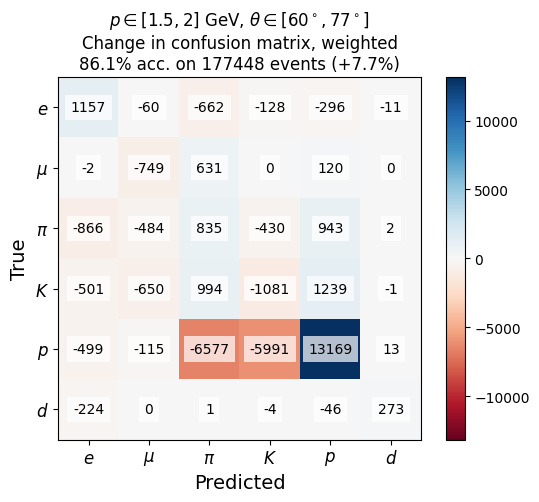 p ∈ [1.5, 2] GeV, θ ∈ [60°, 77°]
Change in confusion matrix, weighted
86.1% acc. on 177448 events (+7.7%)
e 1157 -60 -662 -128 -296 -11
μ -2 -749 631 0 120 0
π -866 -484 835 -430 943 2
K -501 -650 994 -1081 1239 -1
p -499 -115 -6577 -5991 13169 13
d -224 0 1 -4 -46 273
e μ π K p d
Predicted
True
10000
5000
0
−5000
−10000